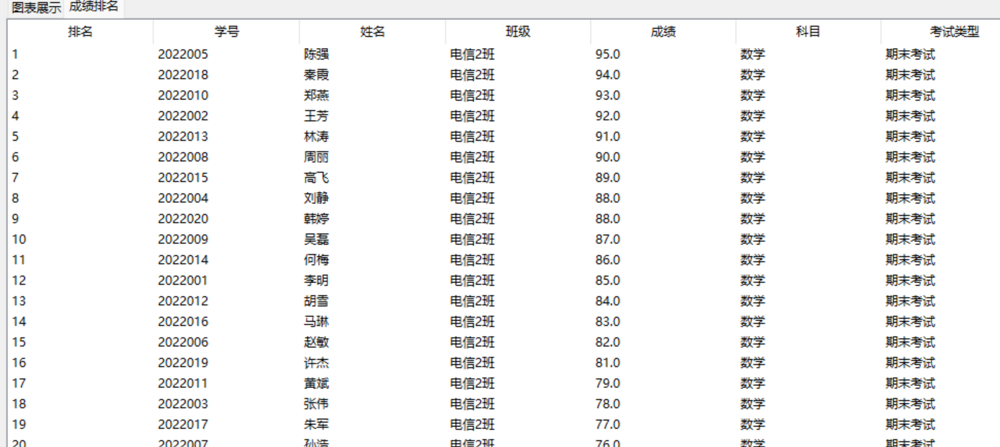 图表展示 成绩排名
排名 学号 姓名 班级 成绩 科目 考试类型
1 2022005 陈强 电信2班 95.0 数学 期末考试
2 2022018 秦霞 电信2班 94.0 数学 期末考试
3 2022010 郑燕 电信2班 93.0 数学 期末考试
4 2022002 王芳 电信2班 92.0 数学 期末考试
5 2022013 林涛 电信2班 91.0 数学 期末考试
6 2022008 周丽 电信2班 90.0 数学 期末考试
7 2022015 高飞 电信2班 89.0 数学 期末考试
8 2022004 刘静 电信2班 88.0 数学 期末考试
9 2022020 韩婷 电信2班 88.0 数学 期末考试
10 2022009 吴磊 电信2班 87.0 数学 期末考试
11 2022014 何梅 电信2班 86.0 数学 期末考试
12 2022001 李明 电信2班 85.0 数学 期末考试
13 2022012 胡雪 电信2班 84.0 数学 期末考试
14 2022016 马琳 电信2班 83.0 数学 期末考试
15 2022006 赵敏 电信2班 82.0 数学 期末考试
16 2022019 许杰 电信2班 81.0 数学 期末考试
17 2022011 黄斌 电信2班 79.0 数学 期末考试
18 2022003 张伟 电信2班 78.0 数学 期末考试
19 2022017 朱军 电信2班 77.0 数学 期末考试
20 2022007 孙浩 电信2班 76.0 数学 期末考试